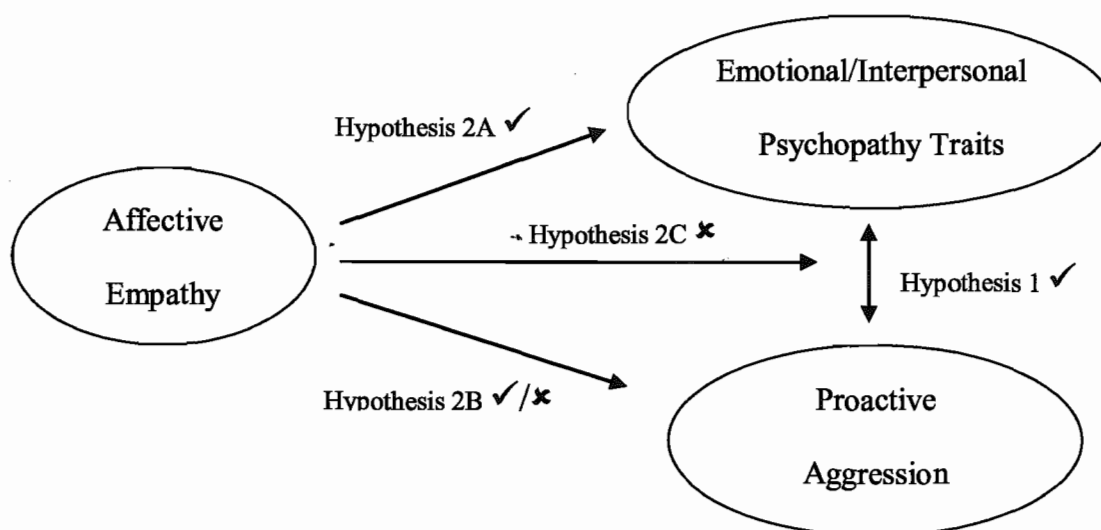 Emotional/Interpersonal
Psychopathy Traits
Hypothesis 2A ✓
Affective
Empathy
Hypothesis 2C ✘
Hypothesis 1 ✓
Hypothesis 2B ✓/✘
Proactive
Aggression